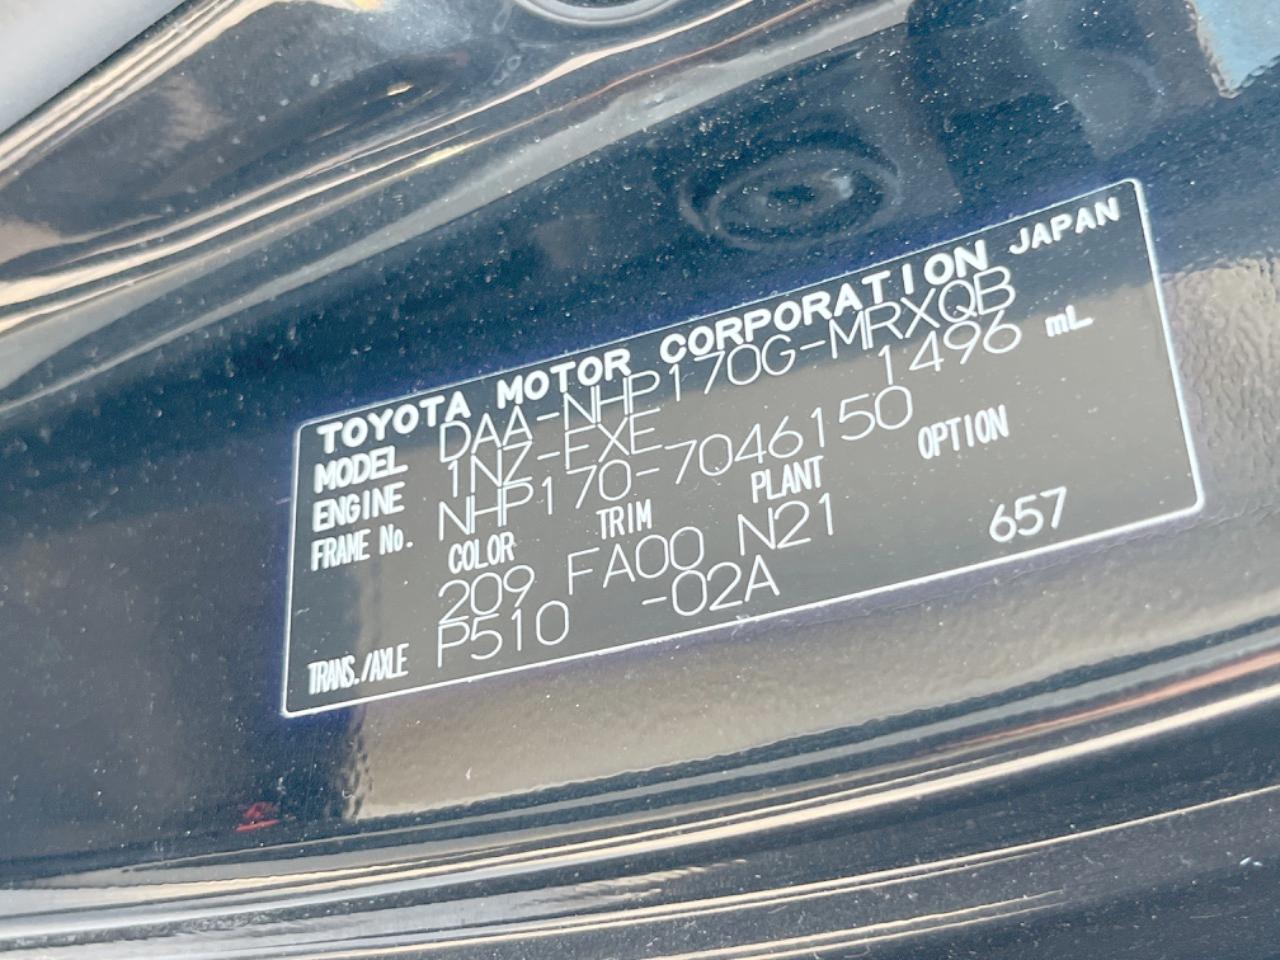 TOYOTA MOTOR CORPORATION JAPAN
MODEL DAA-NHP170G-MRXQB
ENGINE 1NZ-FXE 1496 mL
FRAME No. NHP170-7046150
COLOR TRIM PLANT OPTION
209 FA00 N21
TRANS./AXLE P510 -02A 657